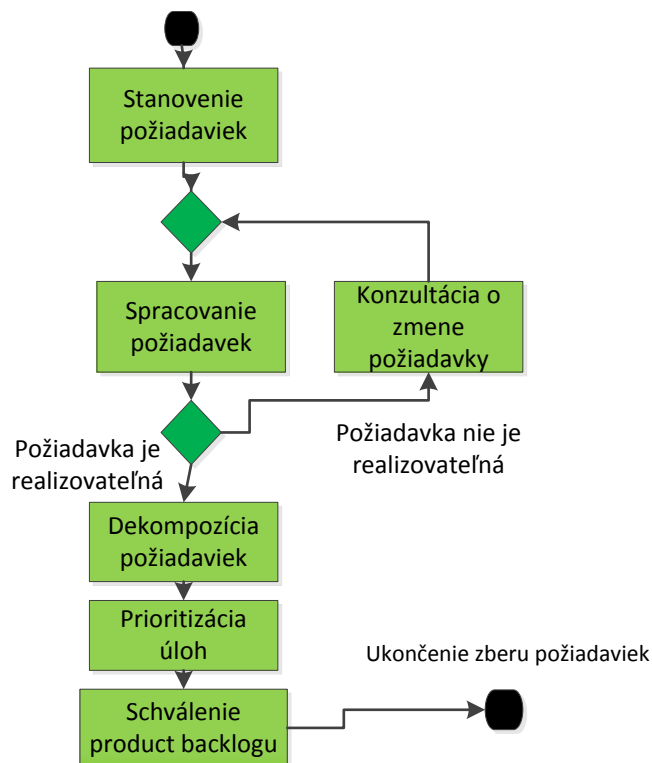 Stanovenie
požiadaviek
Spracovanie
požiadavek
Konzultácia o
zmene
požiadavky
Požiadavka je
realizovateľná
Požiadavka nie je
realizovateľná
Dekompozícia
požiadaviek
Prioritizácia
úloh
Ukončenie zberu požiadaviek
Schválenie
product backlogu